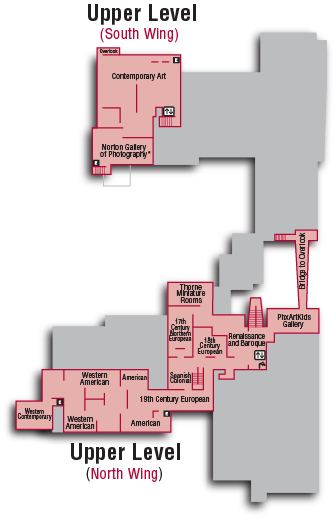 Upper Level
(South Wing)
Overlook
Contemporary Art
Norton Gallery
of Photography*
Bridge to Overlook
Thorne
Miniature
Rooms
PhxArtKids
Gallery
17th
Century
Northern
European
18th
Century
European
Renaissance
and Baroque
Spanish
Colonial
Western
American
American
19th Century European
Western
Contemporary
Western
American
American
Upper Level
(North Wing)